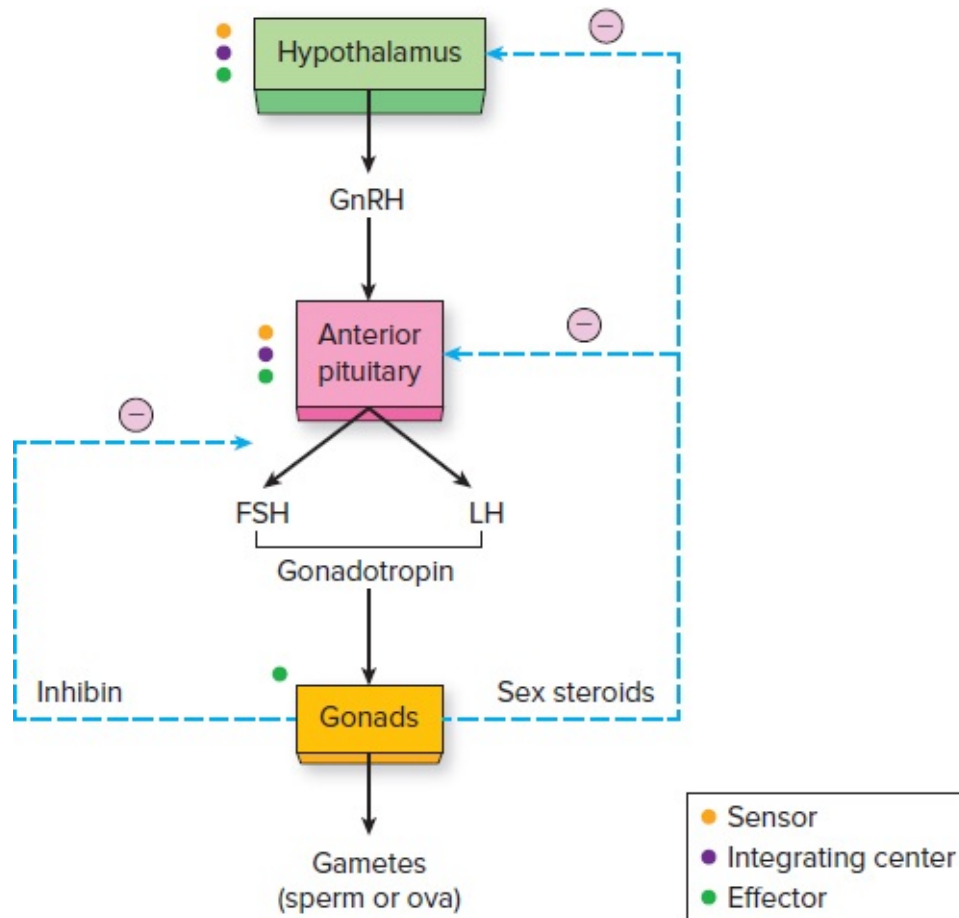 Hypothalamus
−
GnRH
Anterior
pituitary
−
−
FSH
LH
Gonadotropin
Inhibin
Gonads
Sex steroids
Gametes
(sperm or ova)
Sensor
Integrating center
Effector